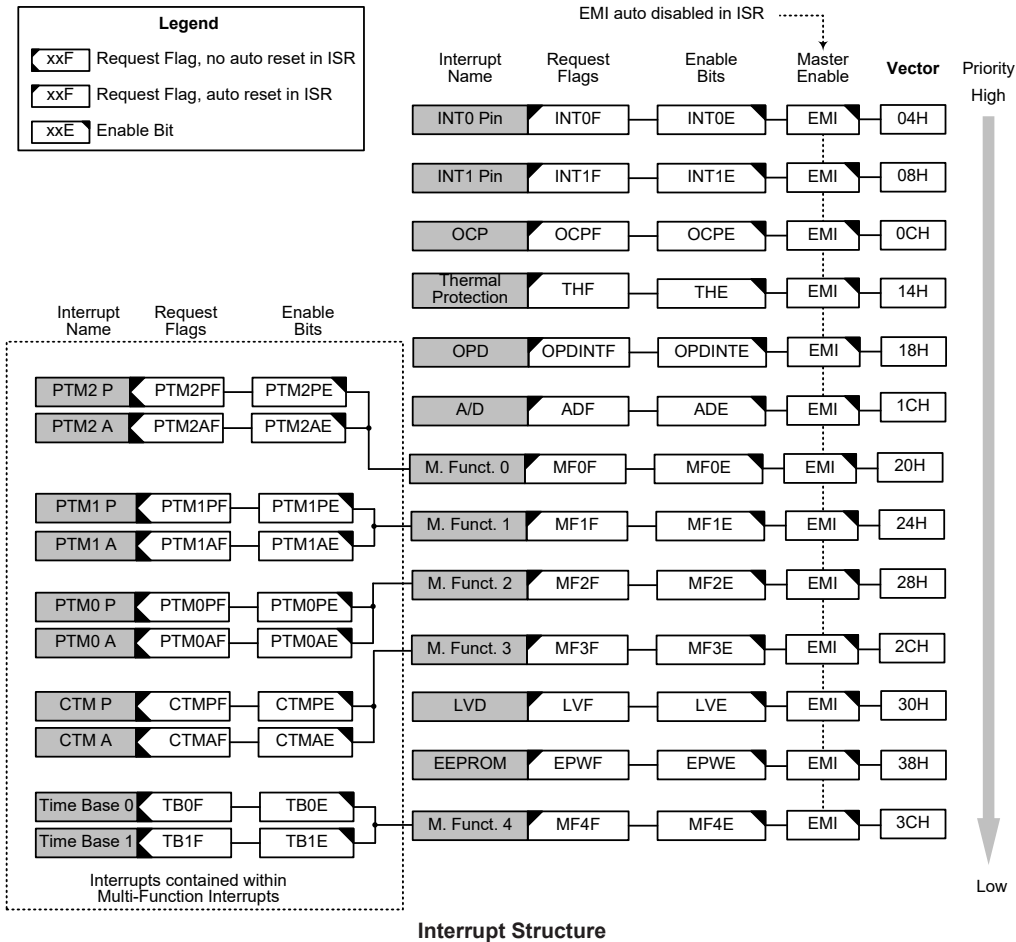 EMI auto disabled in ISR
Legend
xxF Request Flag, no auto reset in ISR
xxF Request Flag, auto reset in ISR
xxE Enable Bit
Interrupt Name Request Flags Enable Bits Master Enable Vector Priority
High
INT0 Pin INT0F INT0E EMI 04H
INT1 Pin INT1F INT1E EMI 08H
OCP OCPF OCPE EMI 0CH
Thermal Protection THF THE EMI 14H
OPD OPDINTF OPDINTE EMI 18H
A/D ADF ADE EMI 1CH
M. Funct. 0 MF0F MF0E EMI 20H
M. Funct. 1 MF1F MF1E EMI 24H
M. Funct. 2 MF2F MF2E EMI 28H
M. Funct. 3 MF3F MF3E EMI 2CH
LVD LVF LVE EMI 30H
EEPROM EPWF EPWE EMI 38H
M. Funct. 4 MF4F MF4E EMI 3CH
Low
Interrupt Name Request Flags Enable Bits
PTM2 P PTM2PF PTM2PE
PTM2 A PTM2AF PTM2AE
PTM1 P PTM1PF PTM1PE
PTM1 A PTM1AF PTM1AE
PTM0 P PTM0PF PTM0PE
PTM0 A PTM0AF PTM0AE
CTM P CTMPF CTMPE
CTM A CTMAF CTMAE
Time Base 0 TB0F TB0E
Time Base 1 TB1F TB1E
Interrupts contained within
Multi-Function Interrupts
Interrupt Structure